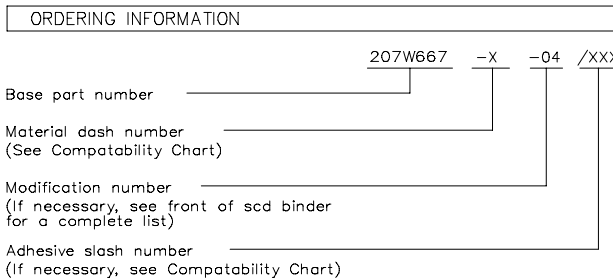 ORDERING INFORMATION
207W667 -X -04 /XXX
Base part number
Material dash number
(See Compatability Chart)
Modification number
(If necessary, see front of scd binder
for a complete list)
Adhesive slash number
(If necessary, see Compatability Chart)